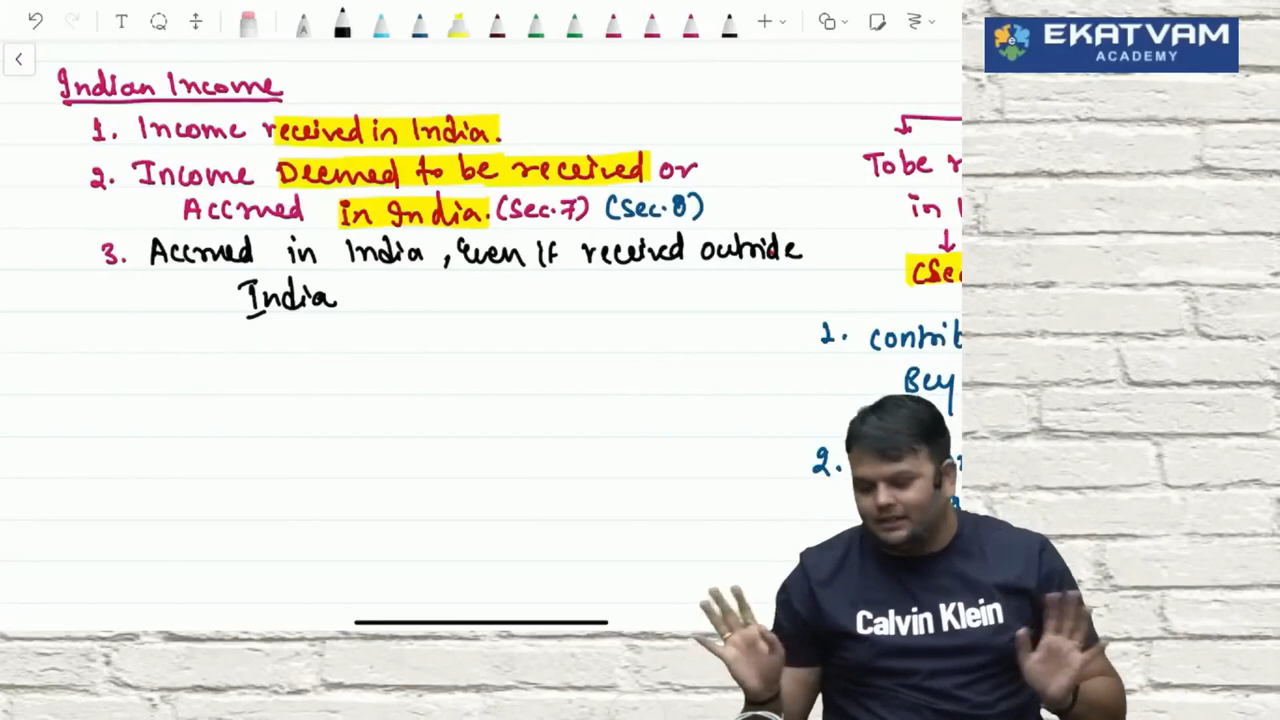 EKATVAM
ACADEMY
Indian Income
1. Income received in India.
2. Income Deemed to be received or
Accrued in India. (Sec.7) (Sec.8)
3. Accrued in India, Even if received outside
India
To be r
in I
(Sec
1. contrib
Bey
2.
Calvin Klein
T